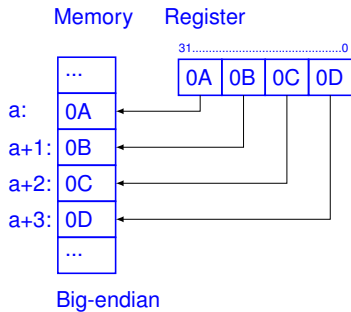 Memory Register
31............................................0
... 0A 0B 0C 0D
a: 0A
a+1: 0B
a+2: 0C
a+3: 0D
...
Big-endian